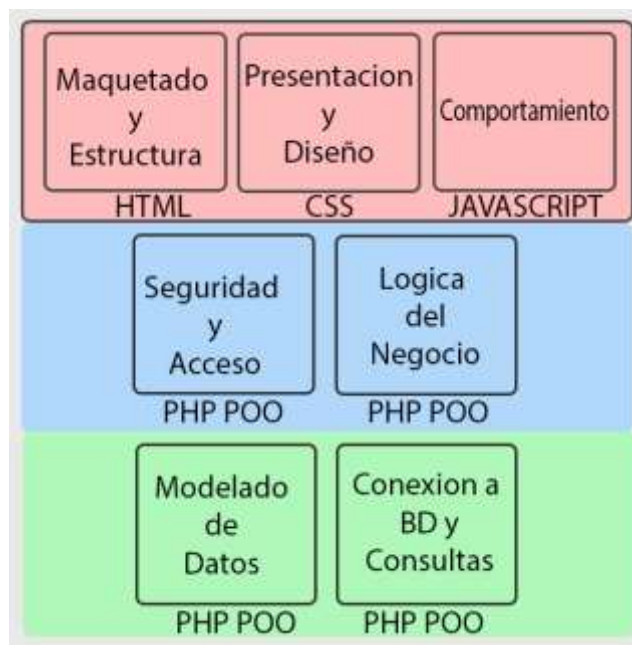 Maquetado
y
Estructura
HTML
Presentacion
y
Diseño
CSS
Comportamiento
JAVASCRIPT
Seguridad
y
Acceso
PHP POO
Logica
del
Negocio
PHP POO
Modelado
de
Datos
PHP POO
Conexion a
BD y
Consultas
PHP POO